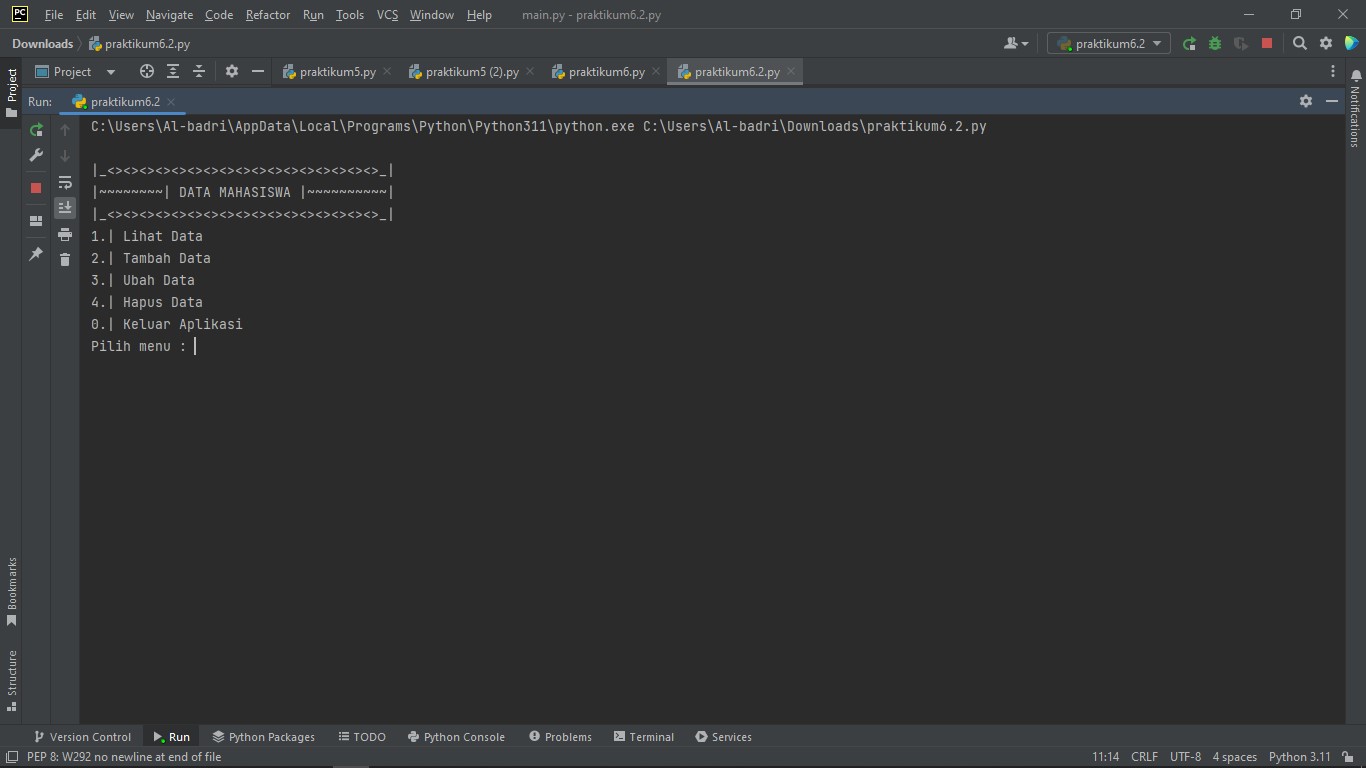 PC File Edit View Navigate Code Refactor Run Tools VCS Window Help main.py - praktikum6.2.py
Downloads praktikum6.2.py praktikum6.2
Project Project praktikum5.py praktikum5 (2).py praktikum6.py praktikum6.2.py
Notifications
Run: praktikum6.2
C:\Users\Al-badri\AppData\Local\Programs\Python\Python311\python.exe C:\Users\Al-badri\Downloads\praktikum6.2.py
|_<><><><><><><><><><><><><><><><><>_|
|~~~~~~~~| DATA MAHASISWA |~~~~~~~~~~|
|_<><><><><><><><><><><><><><><><><>_|
1.| Lihat Data
2.| Tambah Data
3.| Ubah Data
4.| Hapus Data
0.| Keluar Aplikasi
Pilih menu :
Bookmarks
Structure
Version Control Run Python Packages TODO Python Console Problems Terminal Services
PEP 8: W292 no newline at end of file 11:14 CRLF UTF-8 4 spaces Python 3.11